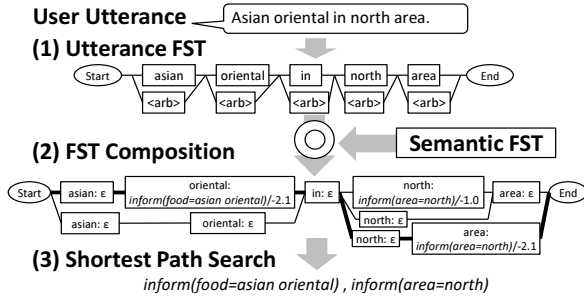 User Utterance
Asian oriental in north area.
(1) Utterance FST
Start asian oriental in north area End
<arb> <arb> <arb> <arb> <arb>
Semantic FST
(2) FST Composition
Start asian: ε oriental: inform(food=asian oriental)/-2.1 in: ε north: inform(area=north)/-1.0 area: ε End
asian: ε oriental: ε north: ε
north: ε area: inform(area=north)/-2.1
(3) Shortest Path Search
inform(food=asian oriental) , inform(area=north)